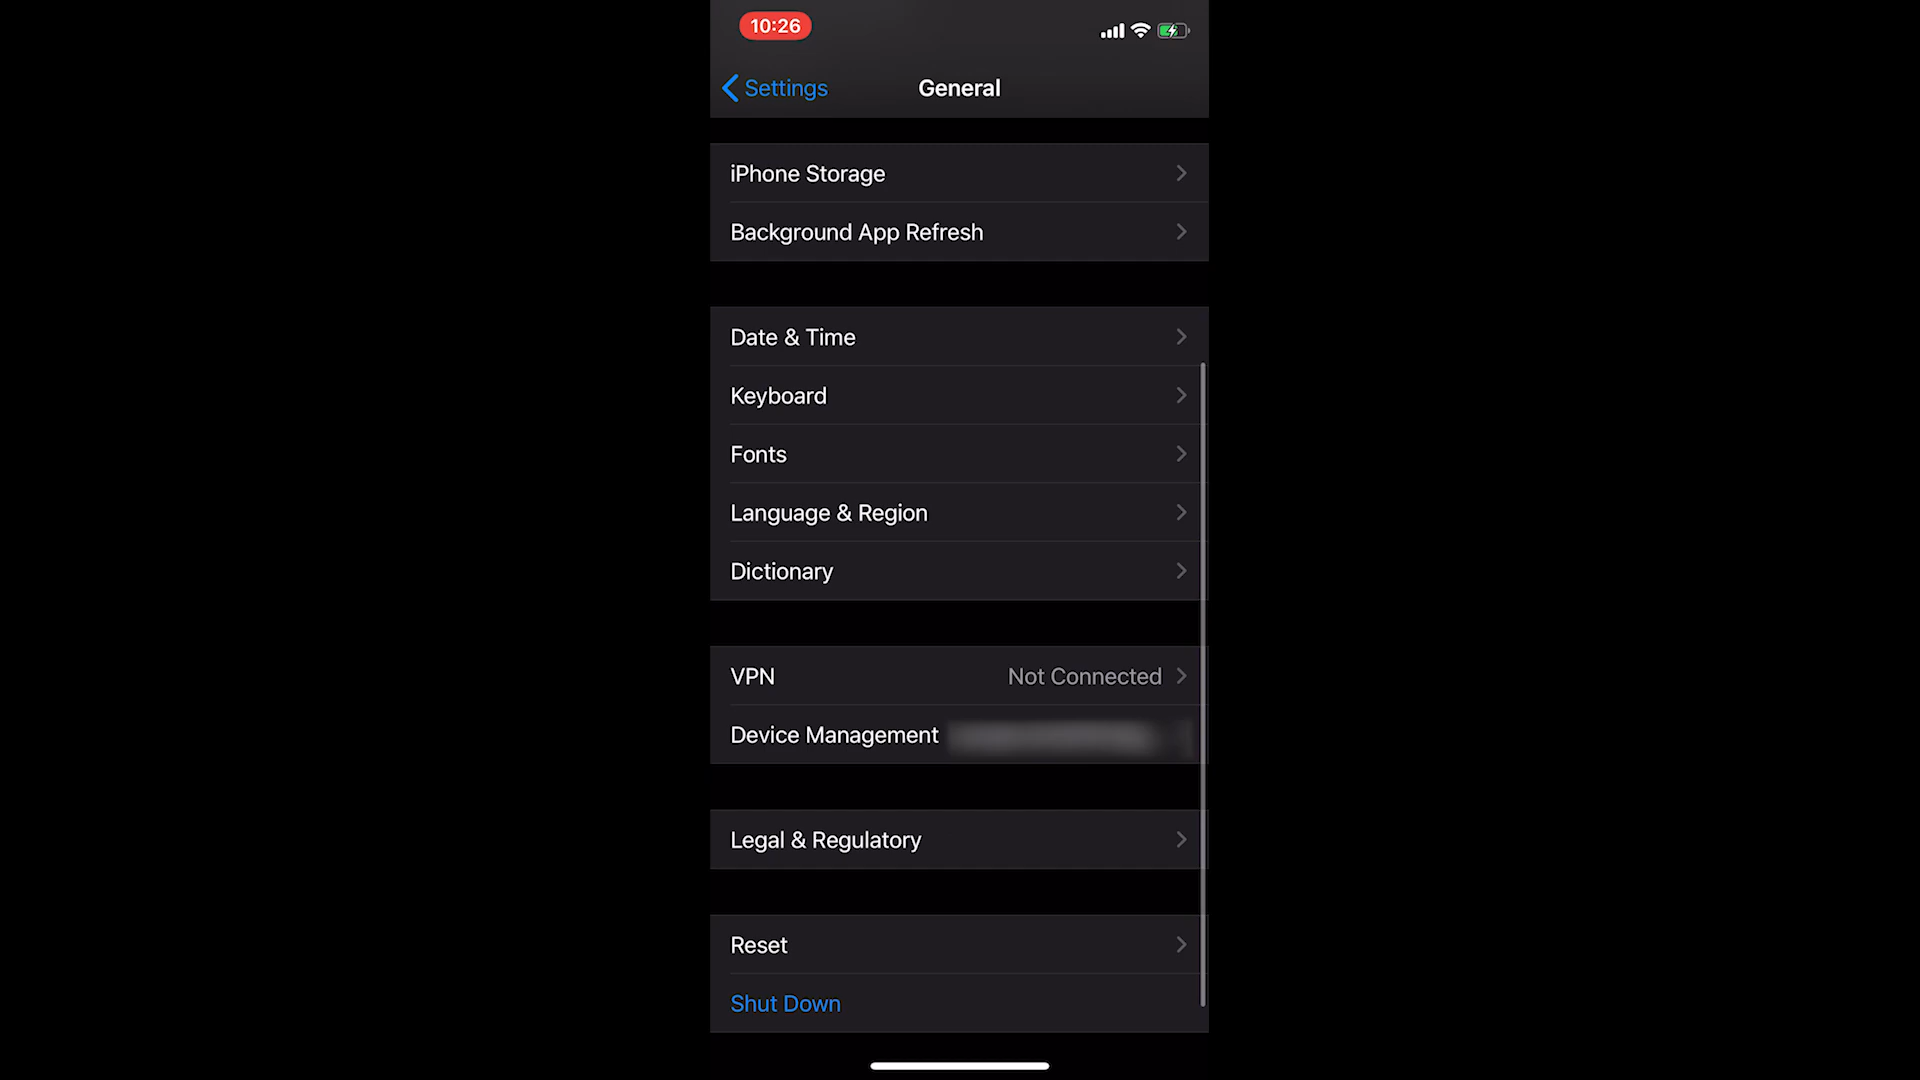 10:26
Settings
General
iPhone Storage
Background App Refresh
Date & Time
Keyboard
Fonts
Language & Region
Dictionary
VPN Not Connected
Device Management
Legal & Regulatory
Reset
Shut Down